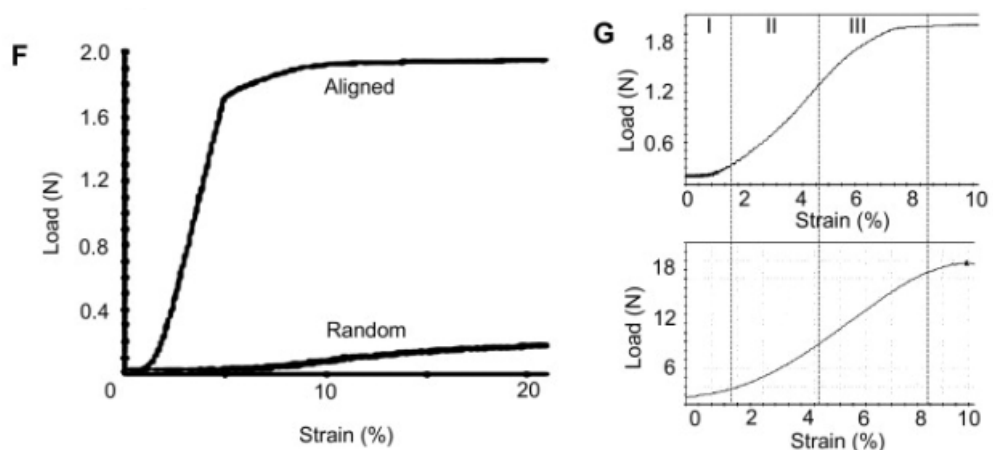 F
2.0
1.6
1.2
0.8
0.4
0
10
20
Load (N)
Strain (%)
Aligned
Random
G
I II III
1.8
1.2
0.6
Load (N)
0 2 4 6 8 10
Strain (%)
18
12
6
Load (N)
0 2 4 6 8 10
Strain (%)